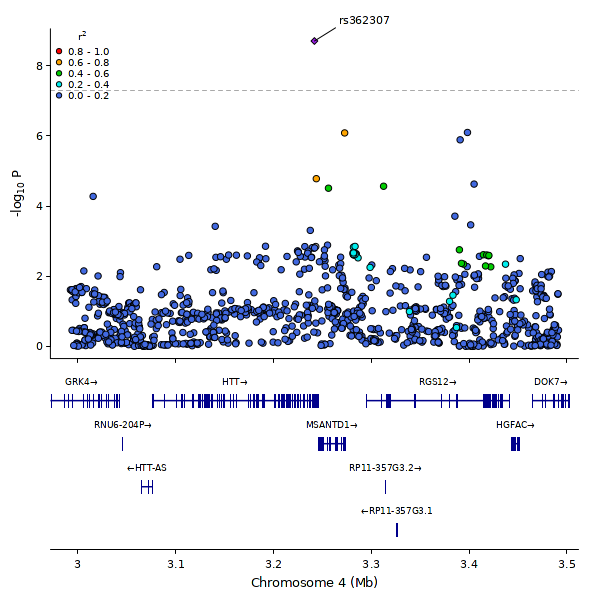 rs362307
r²
0.8 - 1.0
0.6 - 0.8
0.4 - 0.6
0.2 - 0.4
0.0 - 0.2
-log₁₀ P
8
6
4
2
0
GRK4→ HTT→ RGS12→ DOK7→
RNU6-204P→ MSANTD1→ HGFAC→
←HTT-AS RP11-357G3.2→
←RP11-357G3.1
3 3.1 3.2 3.3 3.4 3.5
Chromosome 4 (Mb)